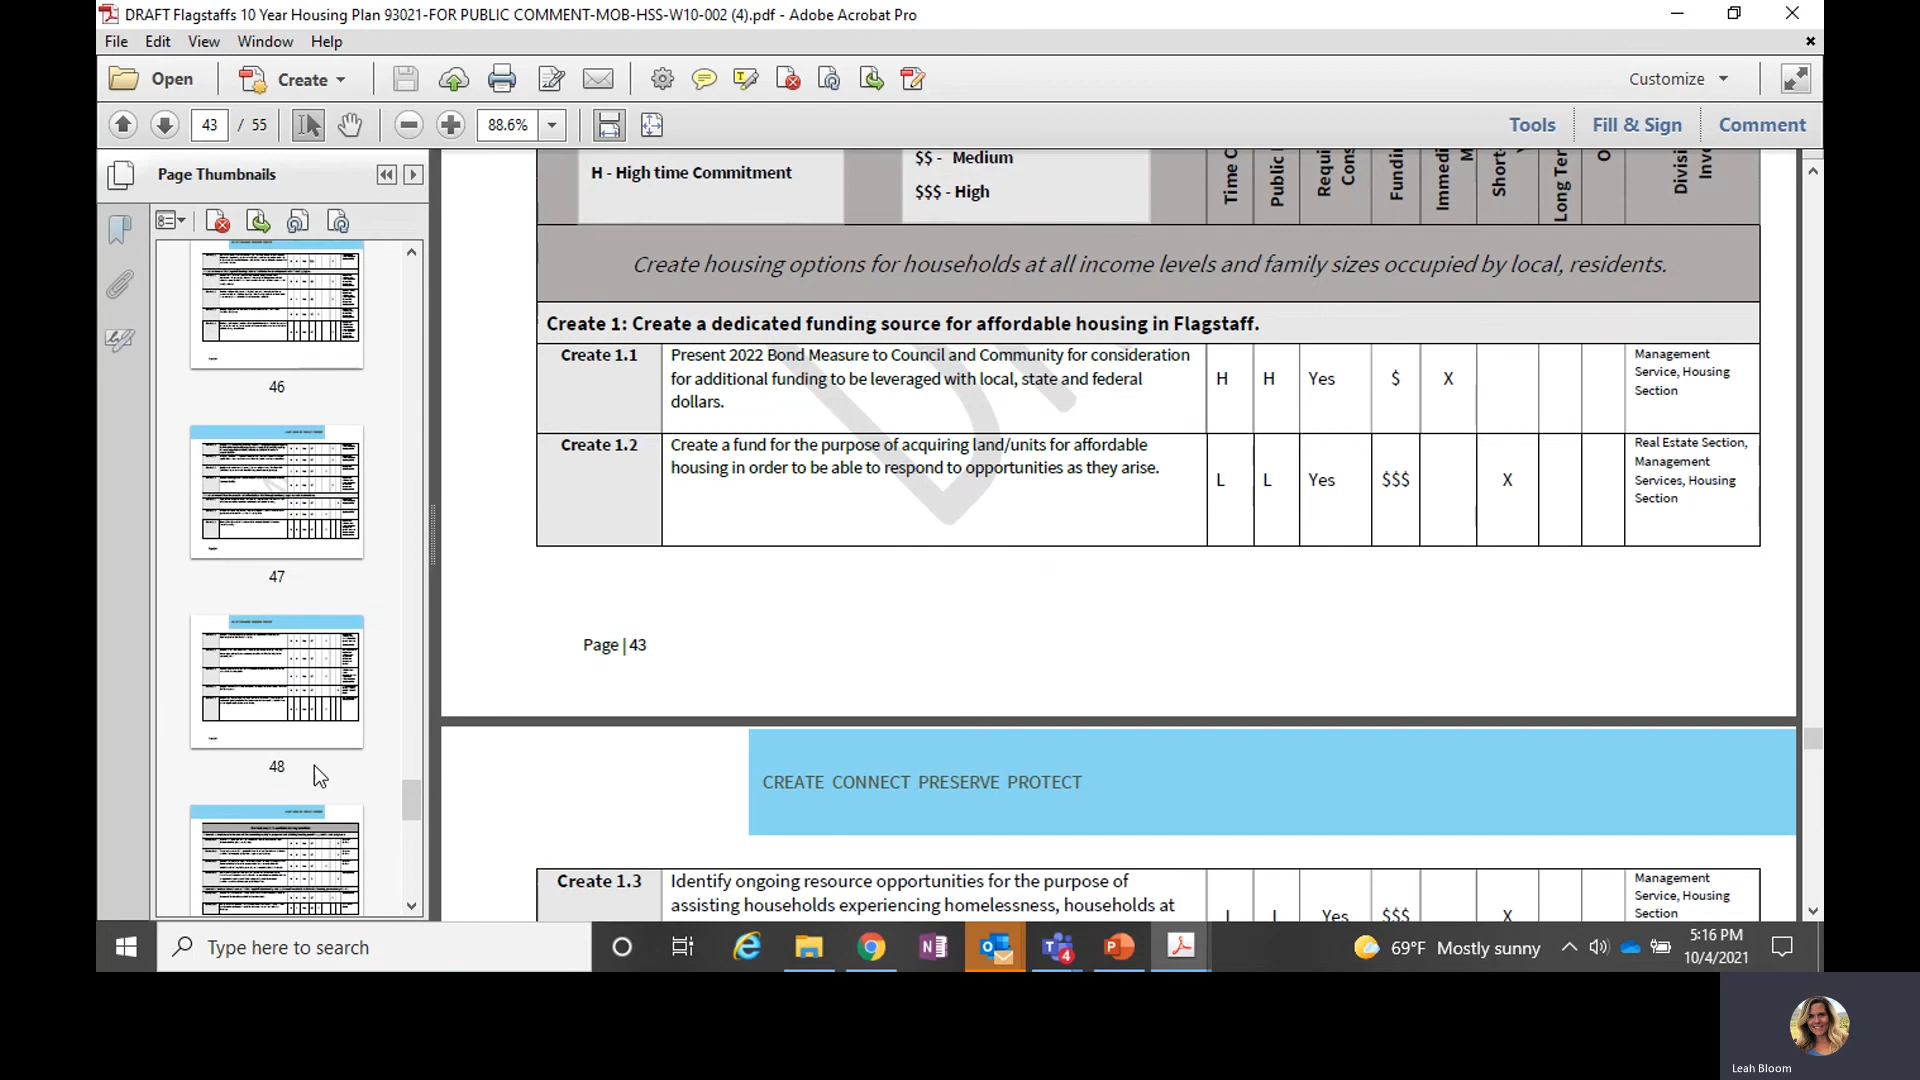 DRAFT Flagstaffs 10 Year Housing Plan 93021-FOR PUBLIC COMMENT-MOB-HSS-W10-002 (4).pdf - Adobe Acrobat Pro
File Edit View Window Help
Open Create Customize
43 / 55 88.6% Tools Fill & Sign Comment
Page Thumbnails
46
47
48
H - High time Commitment
$$ - Medium
$$$ - High
Time C
Public
Requi
Cons
Fundin
Immed
M
Short-
Long Ter
O
Divisi
Invo
Create housing options for households at all income levels and family sizes occupied by local, residents.
Create 1: Create a dedicated funding source for affordable housing in Flagstaff.
Create 1.1 Present 2022 Bond Measure to Council and Community for consideration
for additional funding to be leveraged with local, state and federal
dollars.
H H Yes $ X
Management
Service, Housing
Section
Create 1.2 Create a fund for the purpose of acquiring land/units for affordable
housing in order to be able to respond to opportunities as they arise.
L L Yes $$$ X
Real Estate Section,
Management
Services, Housing
Section
Page | 43
CREATE CONNECT PRESERVE PROTECT
Create 1.3 Identify ongoing resource opportunities for the purpose of
assisting households experiencing homelessness, households at
Yes $$$ X
Management
Service, Housing
Section
Type here to search
4
69°F Mostly sunny
5:16 PM
10/4/2021
Leah Bloom